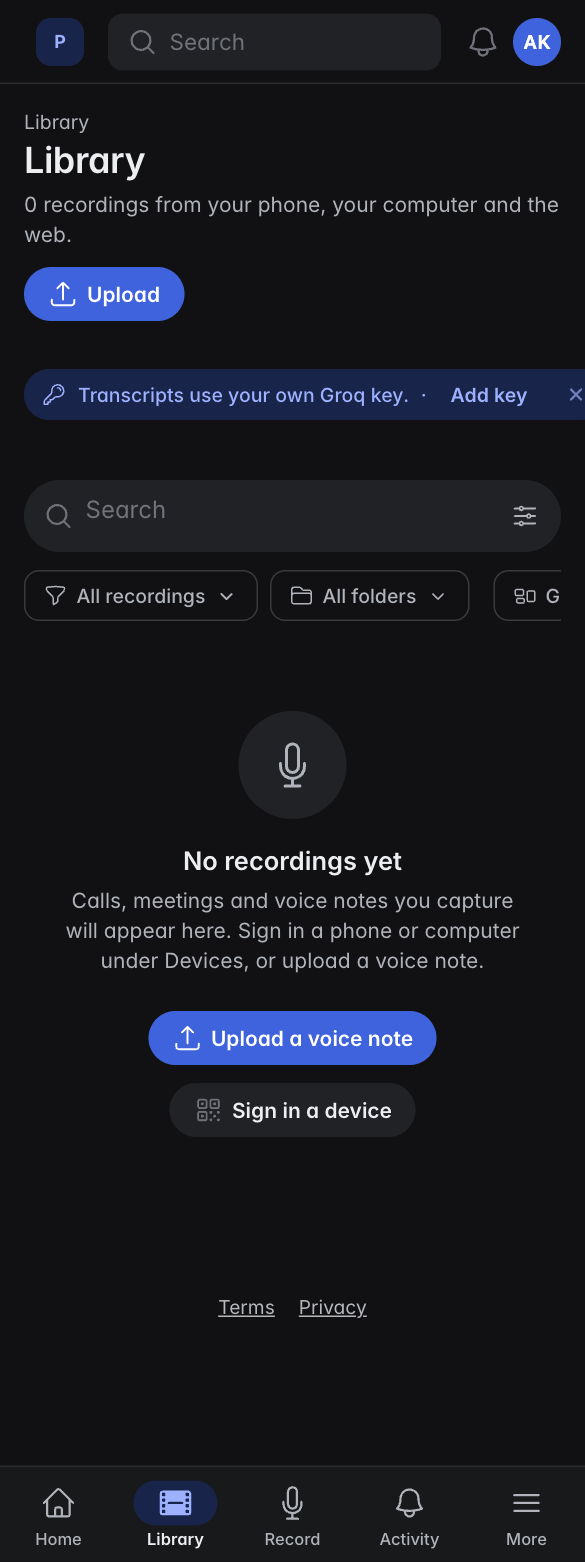 P
Search
AK
Library
Library
0 recordings from your phone, your computer and the
web.
Upload
Transcripts use your own Groq key. · Add key
Search
All recordings
All folders
G
No recordings yet
Calls, meetings and voice notes you capture
will appear here. Sign in a phone or computer
under Devices, or upload a voice note.
Upload a voice note
Sign in a device
Terms Privacy
Home Library Record Activity More